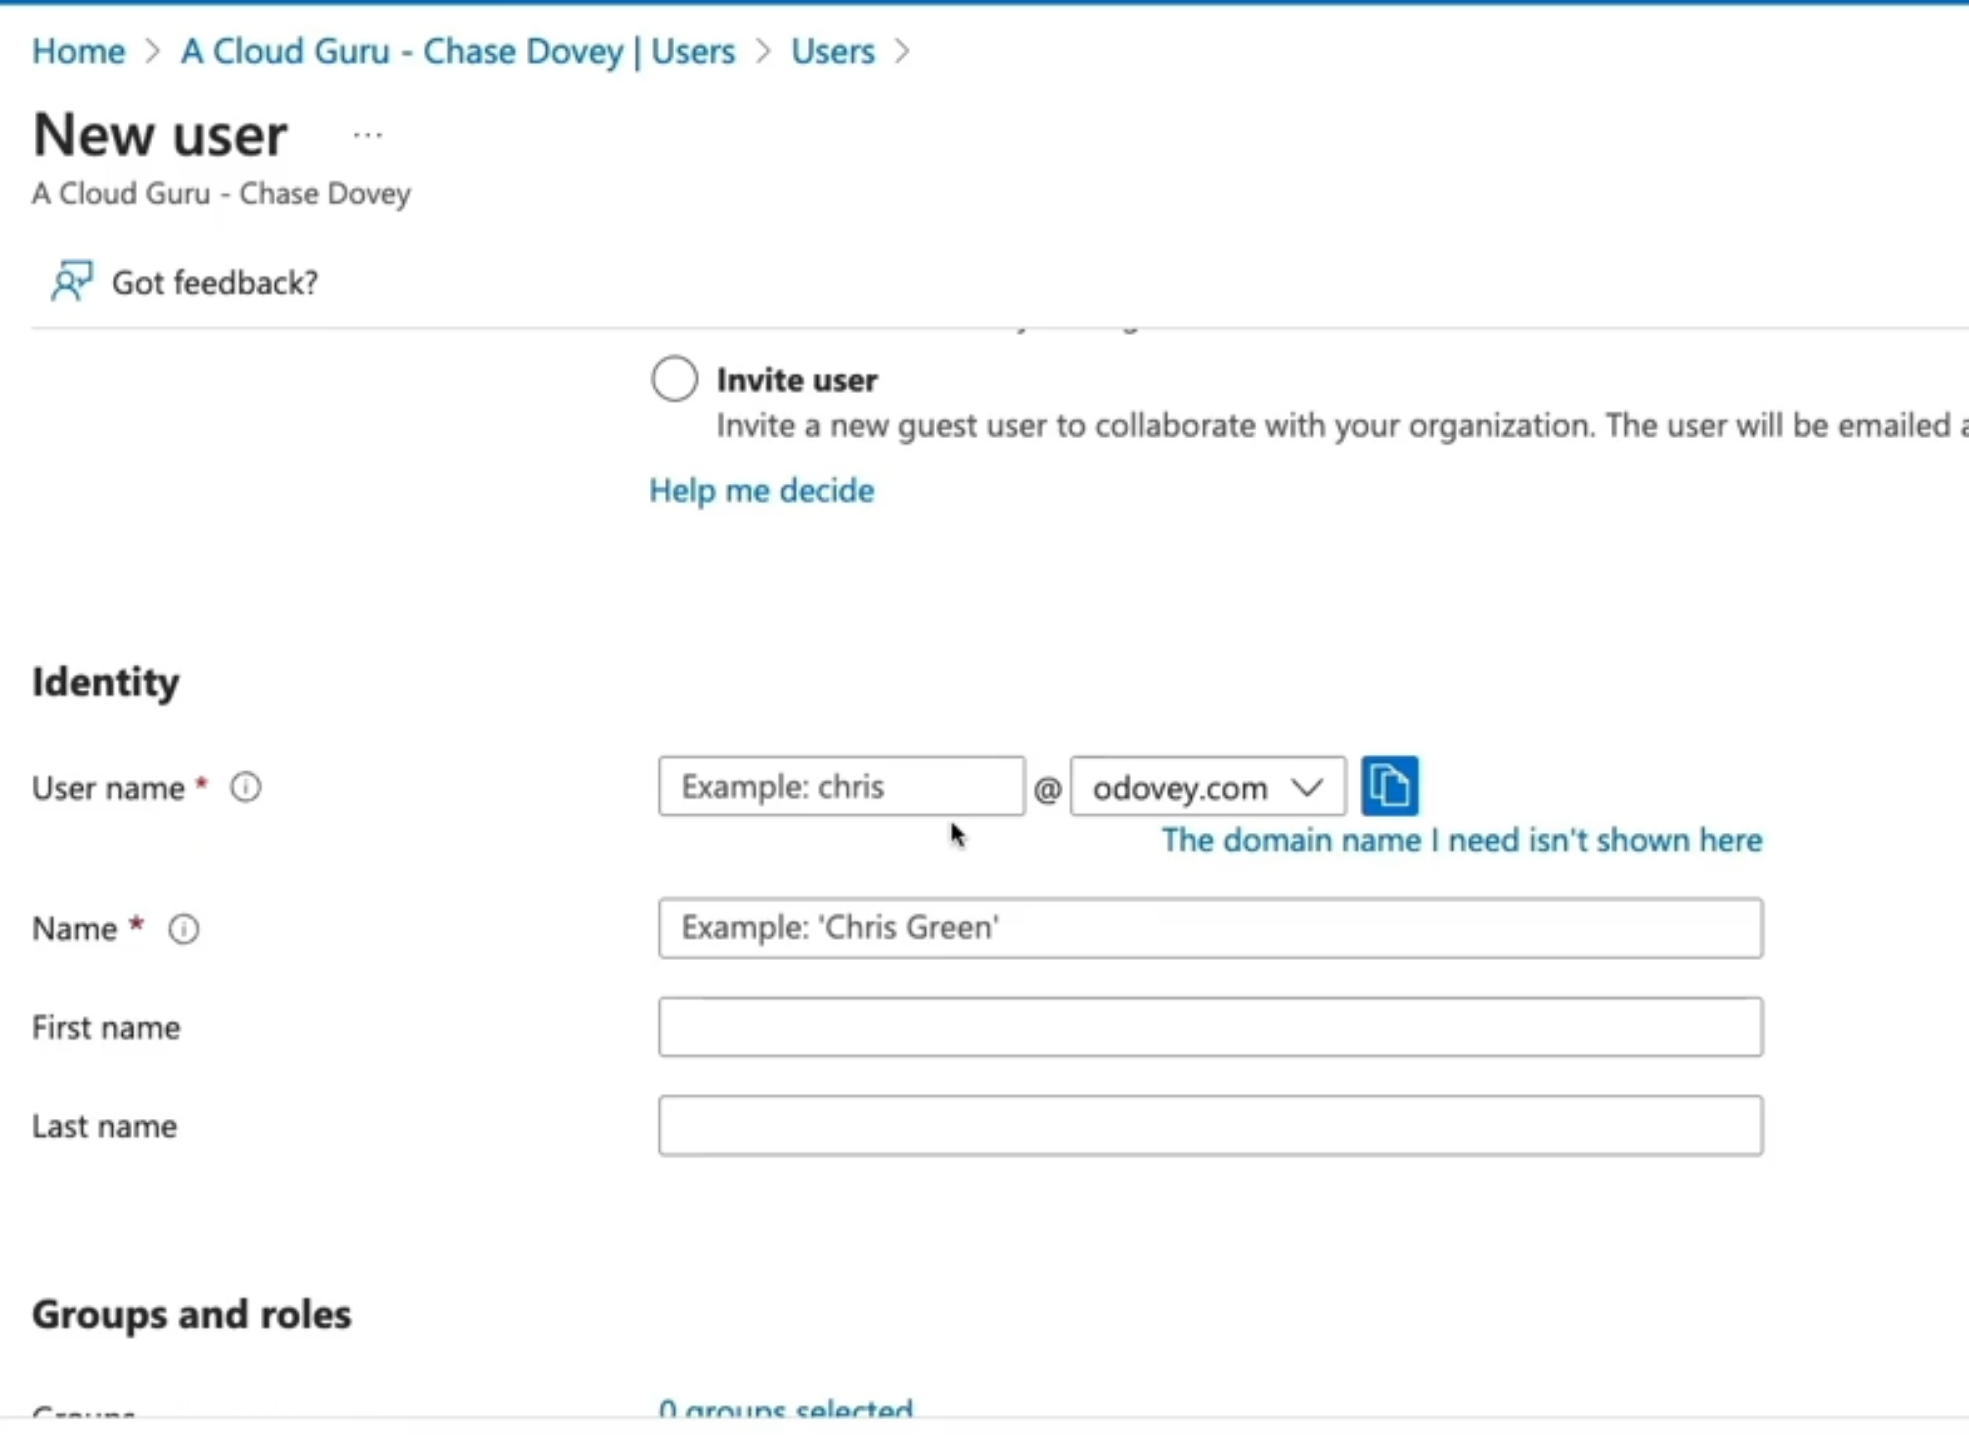 Home > A Cloud Guru - Chase Dovey | Users > Users >
New user ...
A Cloud Guru - Chase Dovey
Got feedback?
Invite user
Invite a new guest user to collaborate with your organization. The user will be emailed a
Help me decide
Identity
User name * Example: chris @ odovey.com
The domain name I need isn't shown here
Name * Example: 'Chris Green'
First name
Last name
Groups and roles
Groups 0 groups selected